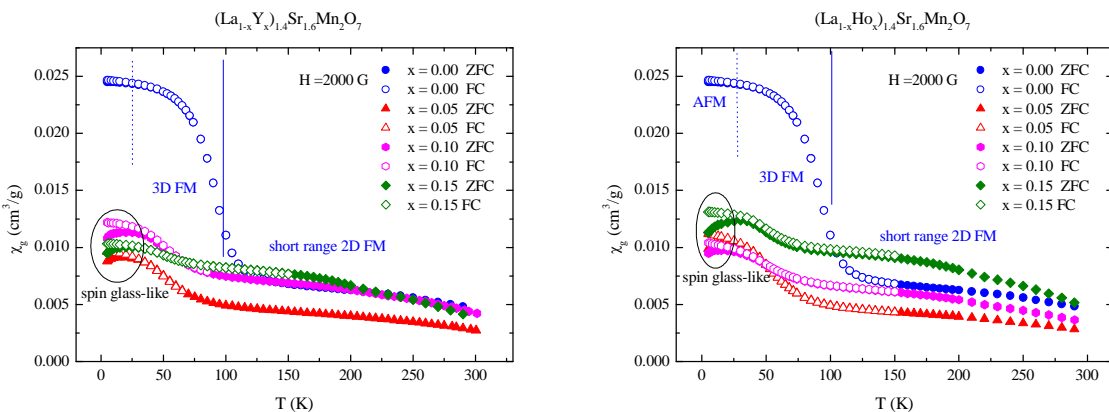 (La1-xYx)1.4Sr1.6Mn2O7
H =2000 G
x = 0.00 ZFC
x = 0.00 FC
x = 0.05 ZFC
x = 0.05 FC
x = 0.10 ZFC
x = 0.10 FC
x = 0.15 ZFC
x = 0.15 FC
3D FM
short range 2D FM
spin glass-like
0.025
0.020
0.015
0.010
0.005
0.000
χg (cm3/g)
0 50 100 150 200 250 300
T (K)
(La1-xHox)1.4Sr1.6Mn2O7
H =2000 G
x = 0.00 ZFC
x = 0.00 FC
x = 0.05 ZFC
x = 0.05 FC
x = 0.10 ZFC
x = 0.10 FC
x = 0.15 ZFC
x = 0.15 FC
AFM
3D FM
short range 2D FM
spin glass-like
0.025
0.020
0.015
0.010
0.005
0.000
χg (cm3/g)
0 50 100 150 200 250 300
T (K)